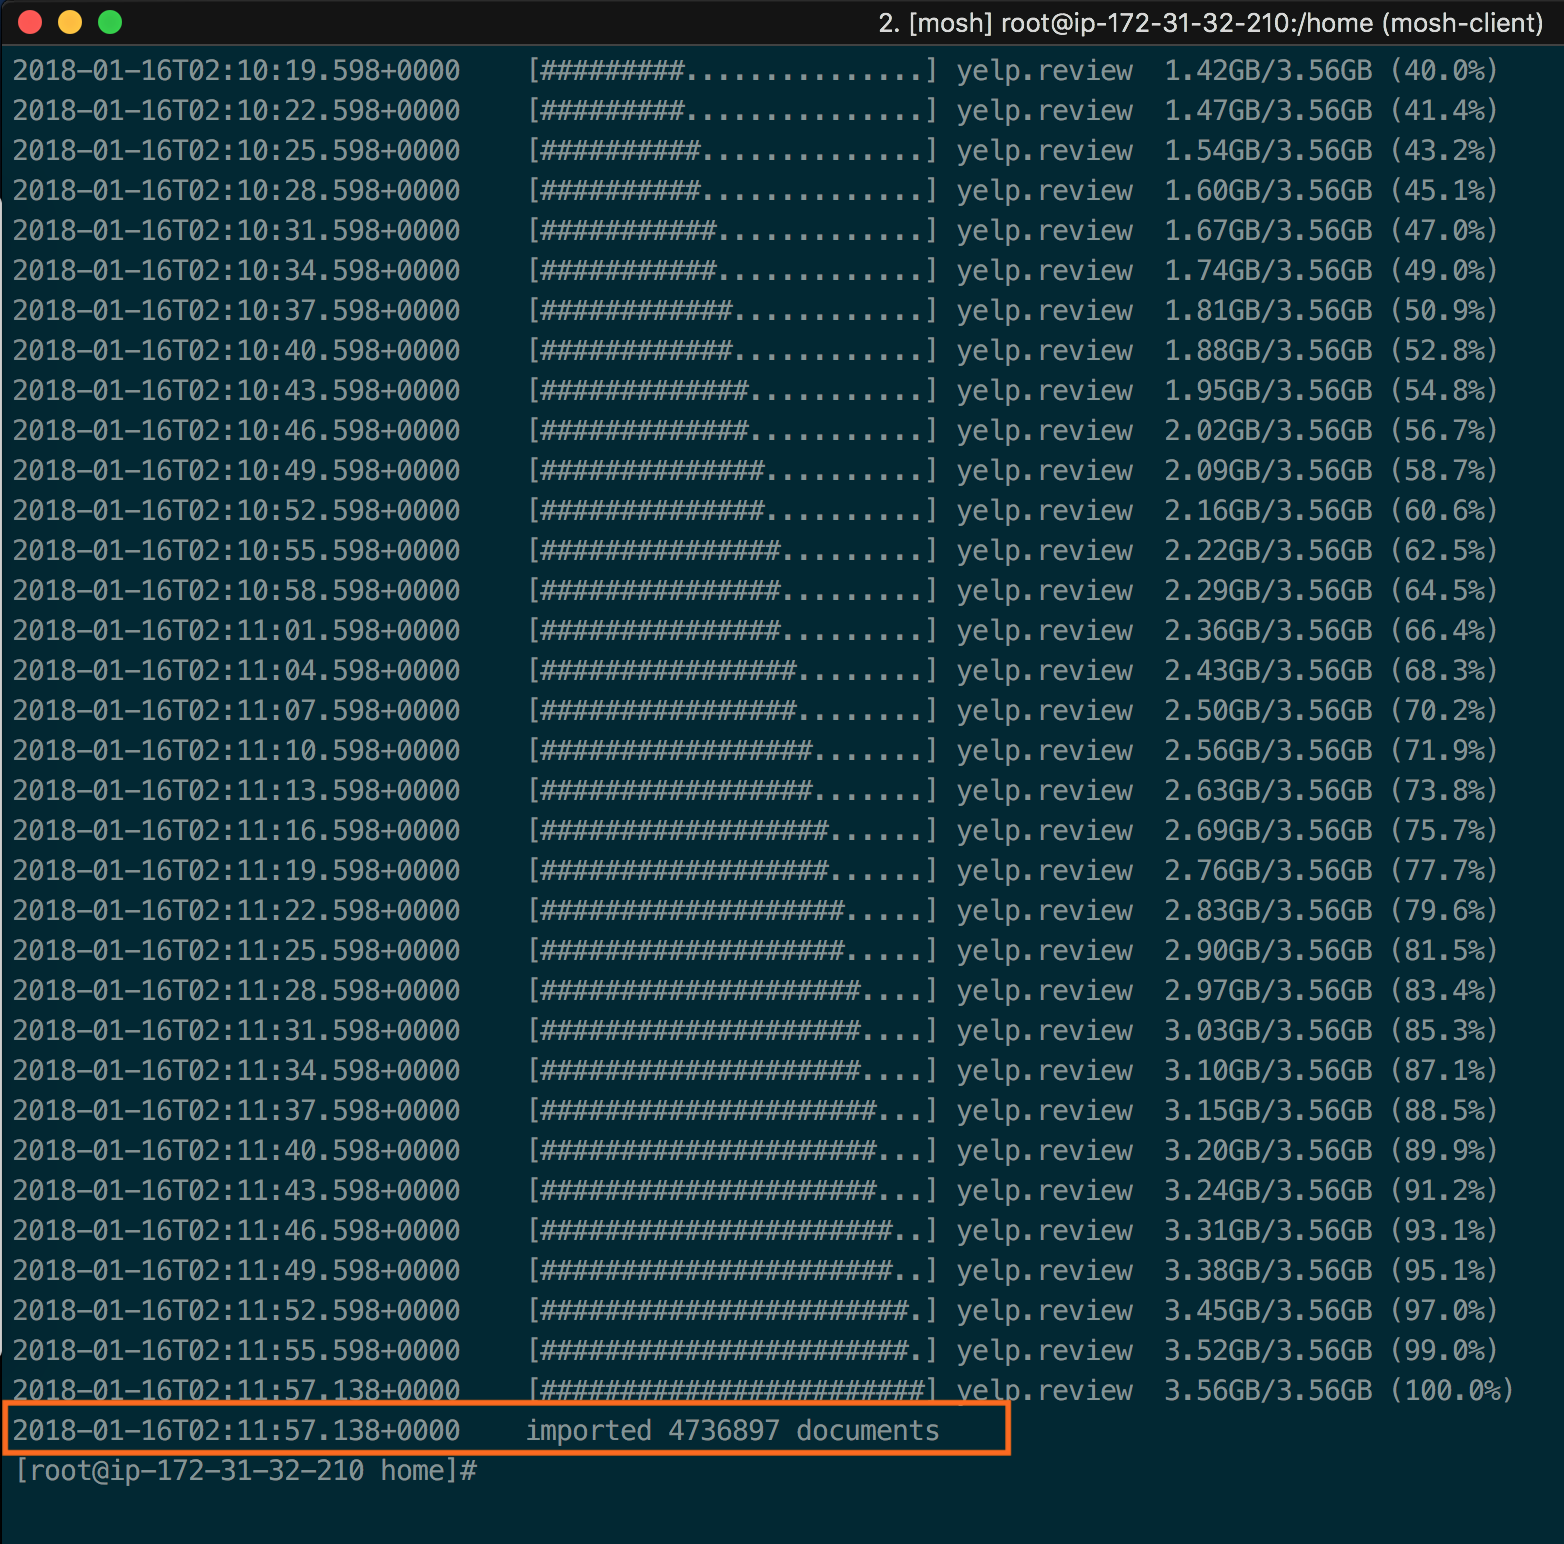 2. [mosh] root@ip-172-31-32-210:/home (mosh-client)
2018-01-16T02:10:19.598+0000 [#########...............] yelp.review 1.42GB/3.56GB (40.0%)
2018-01-16T02:10:22.598+0000 [#########...............] yelp.review 1.47GB/3.56GB (41.4%)
2018-01-16T02:10:25.598+0000 [##########..............] yelp.review 1.54GB/3.56GB (43.2%)
2018-01-16T02:10:28.598+0000 [##########..............] yelp.review 1.60GB/3.56GB (45.1%)
2018-01-16T02:10:31.598+0000 [###########.............] yelp.review 1.67GB/3.56GB (47.0%)
2018-01-16T02:10:34.598+0000 [###########.............] yelp.review 1.74GB/3.56GB (49.0%)
2018-01-16T02:10:37.598+0000 [############............] yelp.review 1.81GB/3.56GB (50.9%)
2018-01-16T02:10:40.598+0000 [############............] yelp.review 1.88GB/3.56GB (52.8%)
2018-01-16T02:10:43.598+0000 [#############...........] yelp.review 1.95GB/3.56GB (54.8%)
2018-01-16T02:10:46.598+0000 [#############...........] yelp.review 2.02GB/3.56GB (56.7%)
2018-01-16T02:10:49.598+0000 [##############..........] yelp.review 2.09GB/3.56GB (58.7%)
2018-01-16T02:10:52.598+0000 [##############..........] yelp.review 2.16GB/3.56GB (60.6%)
2018-01-16T02:10:55.598+0000 [###############.........] yelp.review 2.22GB/3.56GB (62.5%)
2018-01-16T02:10:58.598+0000 [###############.........] yelp.review 2.29GB/3.56GB (64.5%)
2018-01-16T02:11:01.598+0000 [###############.........] yelp.review 2.36GB/3.56GB (66.4%)
2018-01-16T02:11:04.598+0000 [################........] yelp.review 2.43GB/3.56GB (68.3%)
2018-01-16T02:11:07.598+0000 [################........] yelp.review 2.50GB/3.56GB (70.2%)
2018-01-16T02:11:10.598+0000 [#################.......] yelp.review 2.56GB/3.56GB (71.9%)
2018-01-16T02:11:13.598+0000 [#################.......] yelp.review 2.63GB/3.56GB (73.8%)
2018-01-16T02:11:16.598+0000 [##################......] yelp.review 2.69GB/3.56GB (75.7%)
2018-01-16T02:11:19.598+0000 [##################......] yelp.review 2.76GB/3.56GB (77.7%)
2018-01-16T02:11:22.598+0000 [###################.....] yelp.review 2.83GB/3.56GB (79.6%)
2018-01-16T02:11:25.598+0000 [###################.....] yelp.review 2.90GB/3.56GB (81.5%)
2018-01-16T02:11:28.598+0000 [####################....] yelp.review 2.97GB/3.56GB (83.4%)
2018-01-16T02:11:31.598+0000 [####################....] yelp.review 3.03GB/3.56GB (85.3%)
2018-01-16T02:11:34.598+0000 [####################....] yelp.review 3.10GB/3.56GB (87.1%)
2018-01-16T02:11:37.598+0000 [#####################...] yelp.review 3.15GB/3.56GB (88.5%)
2018-01-16T02:11:40.598+0000 [#####################...] yelp.review 3.20GB/3.56GB (89.9%)
2018-01-16T02:11:43.598+0000 [#####################...] yelp.review 3.24GB/3.56GB (91.2%)
2018-01-16T02:11:46.598+0000 [######################..] yelp.review 3.31GB/3.56GB (93.1%)
2018-01-16T02:11:49.598+0000 [######################..] yelp.review 3.38GB/3.56GB (95.1%)
2018-01-16T02:11:52.598+0000 [#######################.] yelp.review 3.45GB/3.56GB (97.0%)
2018-01-16T02:11:55.598+0000 [#######################.] yelp.review 3.52GB/3.56GB (99.0%)
2018-01-16T02:11:57.138+0000 [########################] yelp.review 3.56GB/3.56GB (100.0%)
2018-01-16T02:11:57.138+0000 imported 4736897 documents
[root@ip-172-31-32-210 home]#